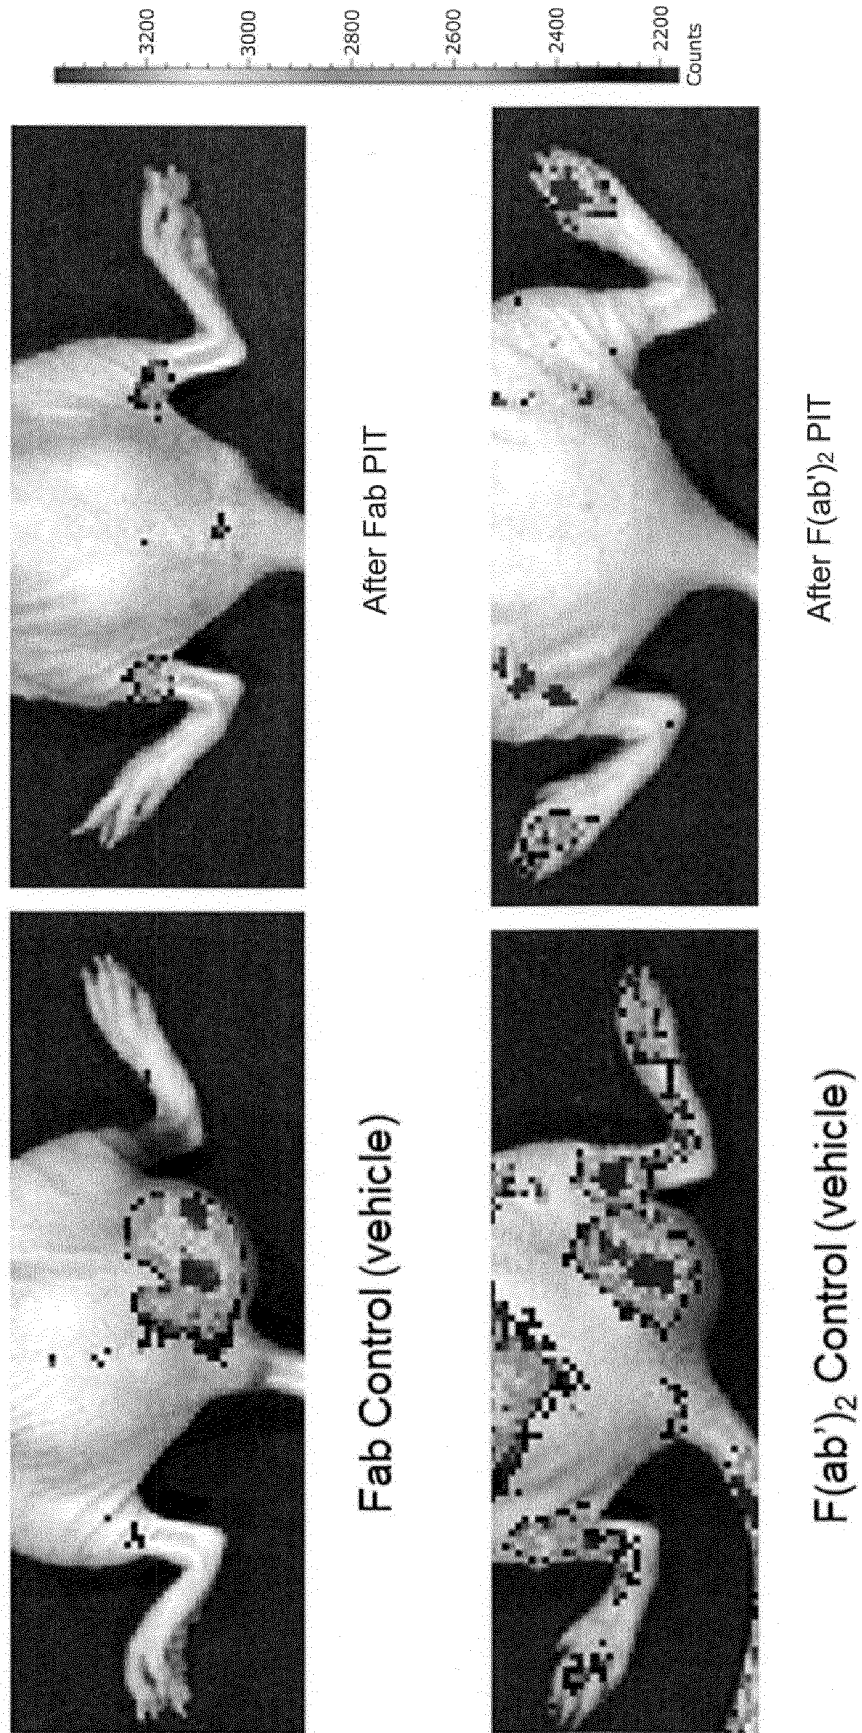 Fab Control (vehicle)
After Fab PIT
F(ab')₂ Control (vehicle)
After F(ab')₂ PIT
3200
3000
2800
2600
2400
2200
Counts